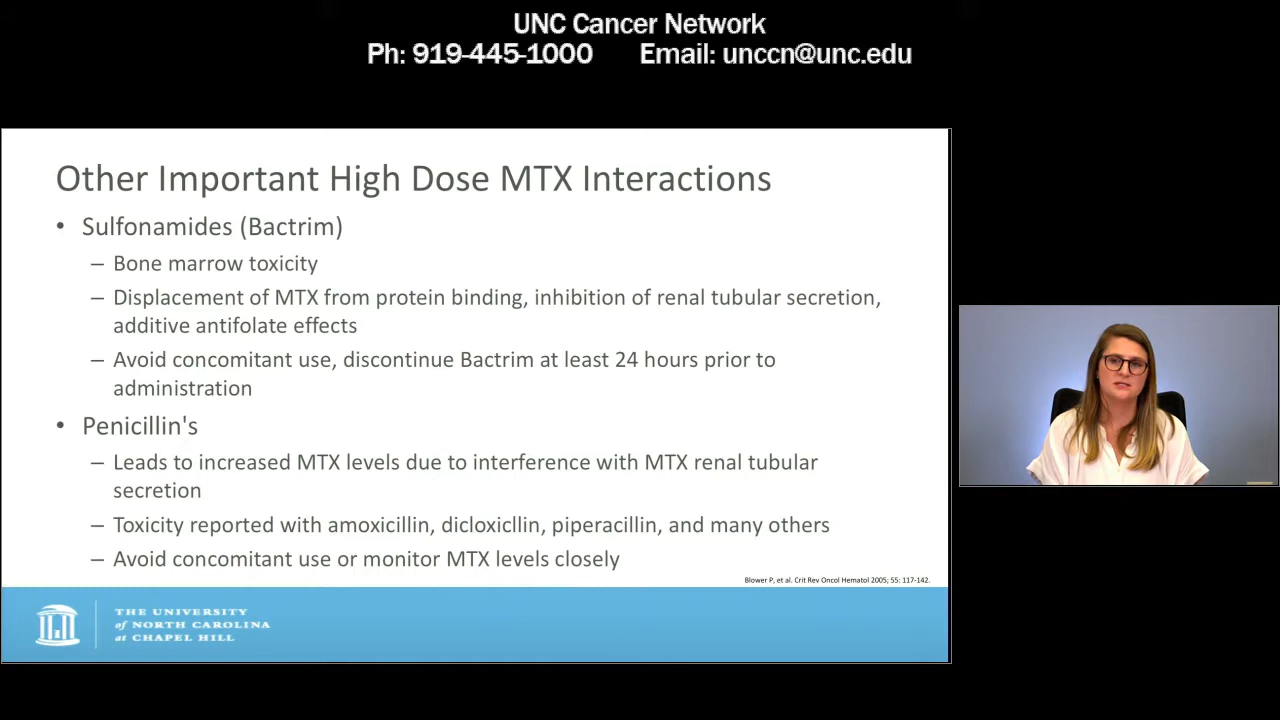 UNC Cancer Network
Ph: 919-445-1000 Email: unccn@unc.edu
Other Important High Dose MTX Interactions
• Sulfonamides (Bactrim)
– Bone marrow toxicity
– Displacement of MTX from protein binding, inhibition of renal tubular secretion,
additive antifolate effects
– Avoid concomitant use, discontinue Bactrim at least 24 hours prior to
administration
• Penicillin's
– Leads to increased MTX levels due to interference with MTX renal tubular
secretion
– Toxicity reported with amoxicillin, dicloxicllin, piperacillin, and many others
– Avoid concomitant use or monitor MTX levels closely
Blower P, et al. Crit Rev Oncol Hematol 2005; 55: 117-142.
THE UNIVERSITY
of NORTH CAROLINA
at CHAPEL HILL